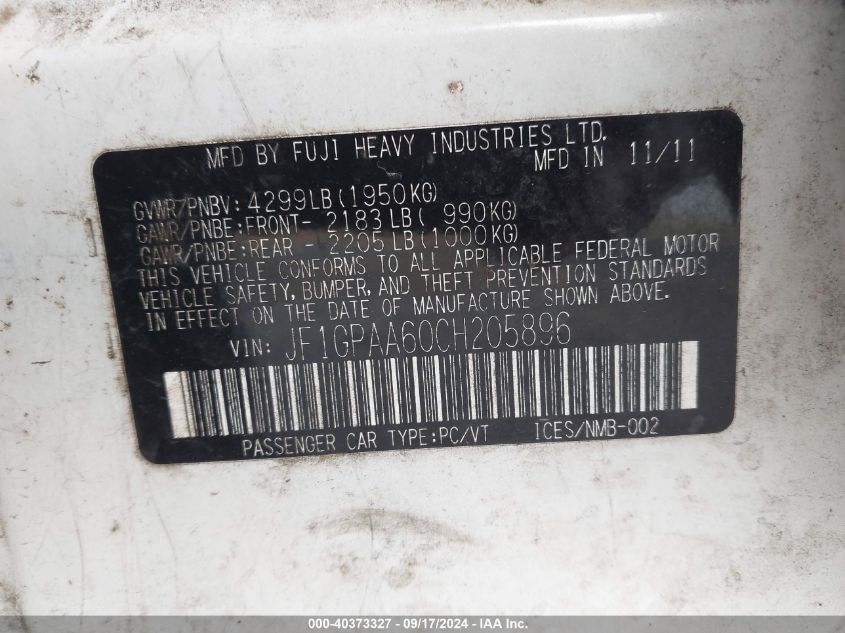 MFD BY FUJI HEAVY INDUSTRIES LTD.
MFD IN 11/11
GVWR/PNBV: 4299LB(1950KG)
GAWR/PNBE:FRONT- 2183LB( 990KG)
GAWR/PNBE:REAR - 2205LB(1000KG)
THIS VEHICLE CONFORMS TO ALL APPLICABLE FEDERAL MOTOR
VEHICLE SAFETY, BUMPER, AND THEFT PREVENTION STANDARDS
IN EFFECT ON THE DATE OF MANUFACTURE SHOWN ABOVE.
VIN: JF1GPAA60CH205896
PASSENGER CAR TYPE:PC/VT ICES/NMB-002
000-40373327 - 09/17/2024 - IAA Inc.